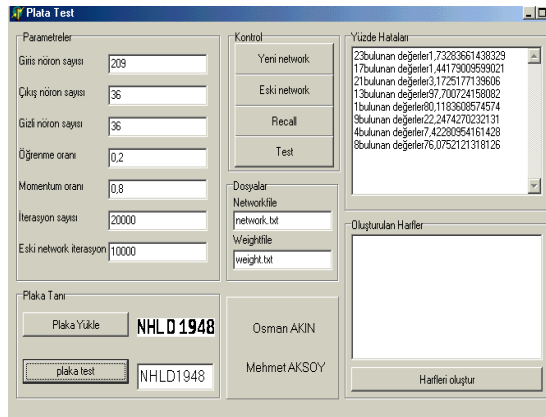 Plata Test
Parametreler
Giris nöron sayısı 209
Çıkış nöron sayısı 36
Gizli nöron sayısı 36
Öğrenme oranı 0,2
Momentum oranı 0,8
İterasyon sayısı 20000
Eski network iterasyon 10000
Kontrol
Yeni network
Eski network
Recall
Test
Dosyalar
Networkfile
network.txt
Weightfile
weight.txt
Yüzde Hataları
23bulunan değerler1,73283661438329
17bulunan değerler1,44179009599021
21bulunan değerler3,1725177139606
13bulunan değerler97,700724158082
1bulunan değerler80,1183608574574
9bulunan değerler22,2474270232131
4bulunan değerler7,42280954161428
8bulunan değerler76,0752121318126
Oluşturulan Harfler
Harfleri oluştur
Plaka Tanı
Plaka Yükle
NHLD1948
plaka test
NHLD1948
Osman AKIN
Mehmet AKSOY